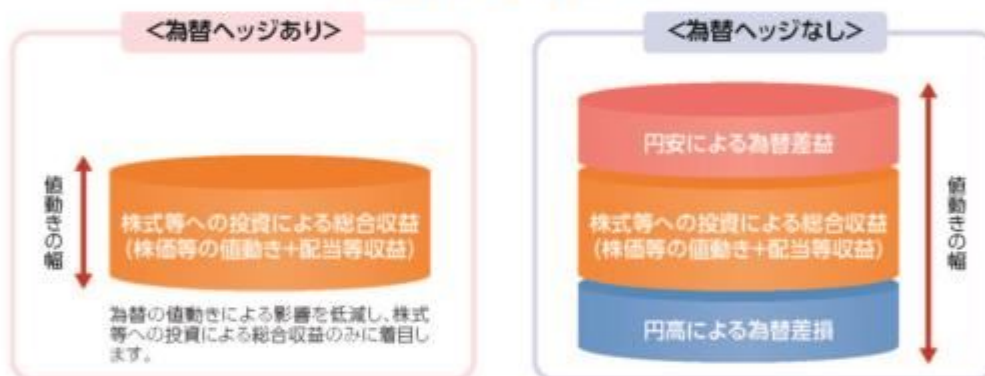 <為替ヘッジあり>
値動きの幅
株式等への投資による総合収益
(株価等の値動き+配当等収益)
為替の値動きによる影響を低減し、株式
等への投資による総合収益のみに着目し
ます。
<為替ヘッジなし>
円安による為替差益
株式等への投資による総合収益
(株価等の値動き+配当等収益)
円高による為替差損
値動きの幅